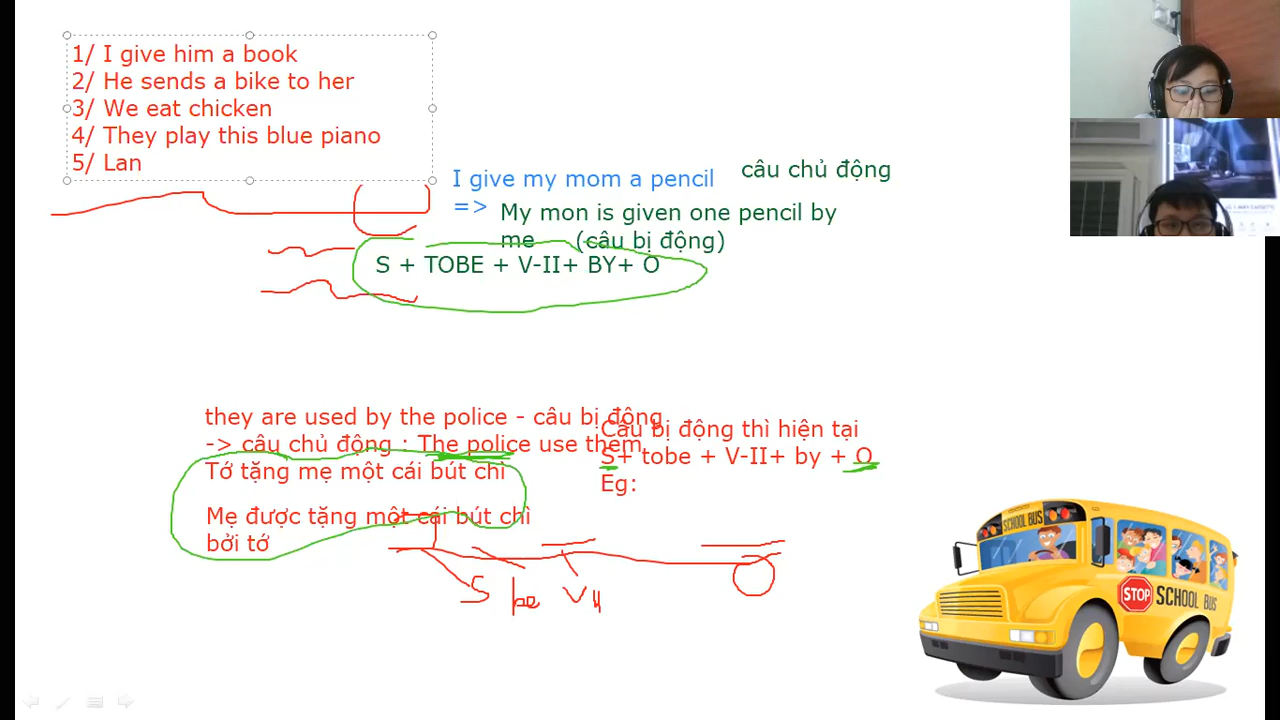 1/ I give him a book
2/ He sends a bike to her
3/ We eat chicken
4/ They play this blue piano
5/ Lan
I give my mom a pencil
câu chủ động
=>
My mon is given one pencil by
me (câu bị động)
S + TOBE + V-II+ BY+ O
they are used by the police - câu bị động
-> câu chủ động : The police use them
Tớ tặng mẹ một cái bút chì
Mẹ được tặng một cái bút chì
bởi tớ
Câu bị động thì hiện tại
S+ tobe + V-II+ by + O
Eg:
S be V II O
SCHOOL BUS
STOP SCHOOL BUS